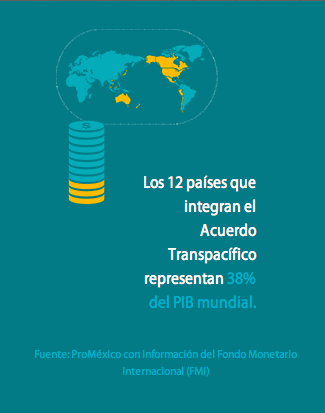 $
Los 12 países que
integran el
Acuerdo
Transpacífico
representan 38%
del PIB mundial.
Fuente: ProMéxico con información del Fondo Monetario
Internacional (FMI)